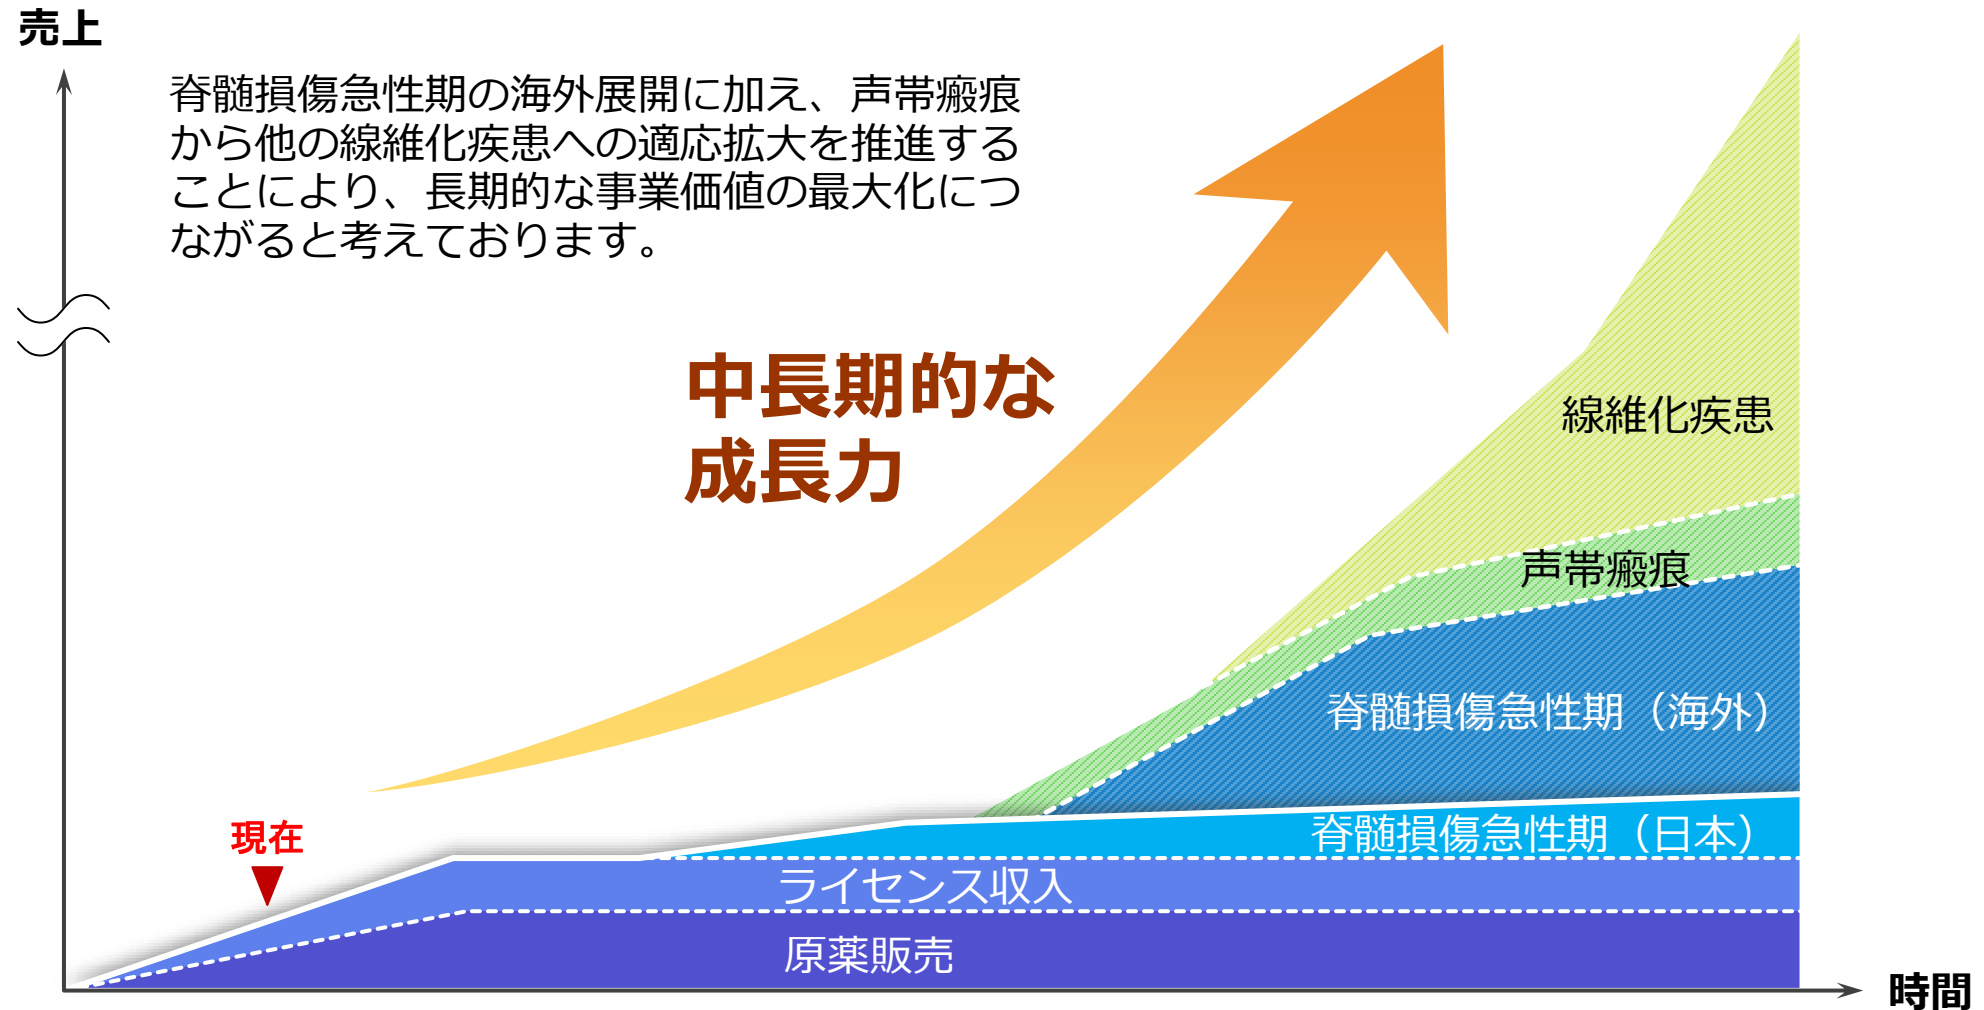 売上
脊髄損傷急性期の海外展開に加え、声帯瘢痕
から他の線維化疾患への適応拡大を推進する
ことにより、長期的な事業価値の最大化につ
ながると考えております。
中長期的な
成長力
線維化疾患
声帯瘢痕
脊髄損傷急性期（海外）
現在
脊髄損傷急性期（日本）
ライセンス収入
原薬販売
時間